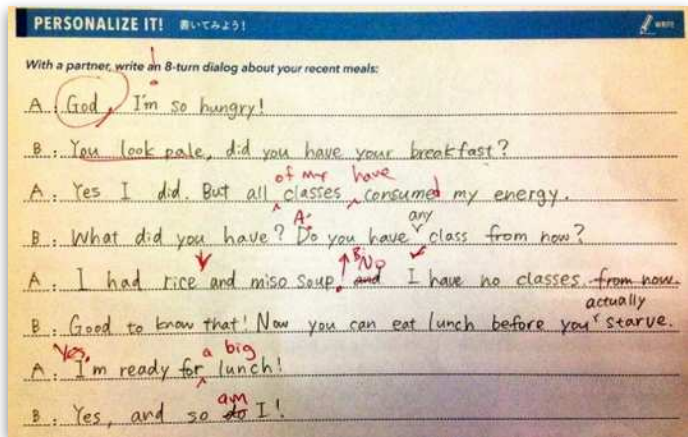 PERSONALIZE IT! 書いてみよう! WRITE
With a partner, write an 8-turn dialog about your recent meals:
!
A : God, I'm so hungry!
B : You look pale, did you have your breakfast?
of my have
A : Yes I did. But all classes consumed my energy.
A: any
B : What did you have? Do you have class from now?
B No
A : I had rice and miso soup. and I have no classes from now.
actually
B : Good to know that! Now you can eat lunch before you starve.
Yes. a big
A : I'm ready for lunch!
am
B : Yes, and so do I!